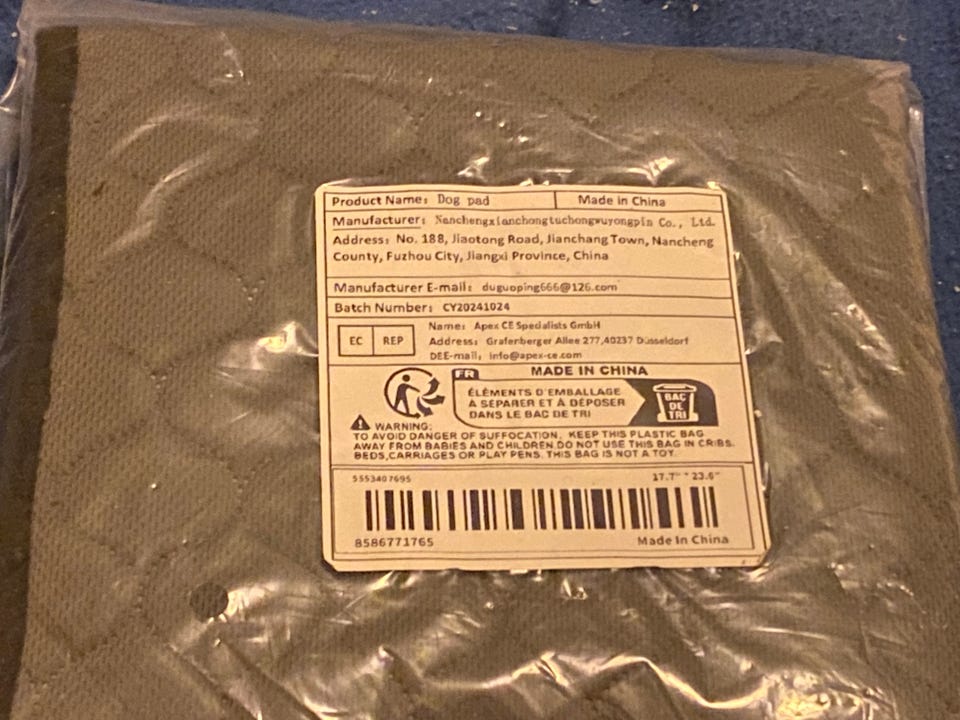 Product Name: Dog pad
Made in China
Manufacturer: Nanchengxianchongtuchongwuyongpin Co., Ltd.
Address: No. 188, Jiaotong Road, Jianchang Town, Nancheng
County, Fuzhou City, Jiangxi Province, China
Manufacturer E-mail: duguoping666@126.com
Batch Number: CY20241024
EC REP
Name: Apex CE Specialists GmbH
Address: Grafenberger Allee 277,40237 Düsseldorf
DEE-mail: info@apex-ce.com
FR
MADE IN CHINA
ÉLÉMENTS D'EMBALLAGE
À SÉPARER ET À DÉPOSER
DANS LE BAC DE TRI
BAC
DE
TRI
WARNING:
TO AVOID DANGER OF SUFFOCATION, KEEP THIS PLASTIC BAG
AWAY FROM BABIES AND CHILDREN.DO NOT USE THIS BAG IN CRIBS.
BEDS,CARRIAGES OR PLAY PENS. THIS BAG IS NOT A TOY.
5553407695
17.7" * 23.6"
8586771765
Made In China